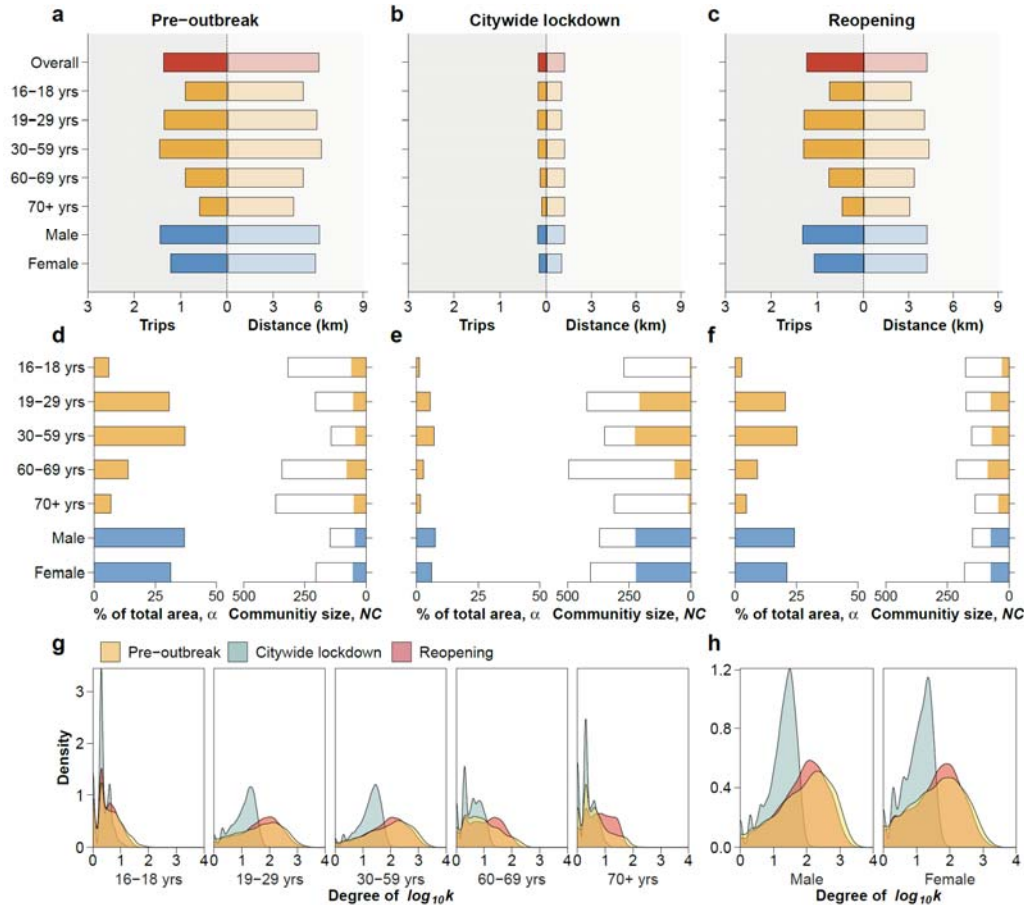 a Pre-outbreak b Citywide lockdown c Reopening
Overall
16−18 yrs
19−29 yrs
30−59 yrs
60−69 yrs
70+ yrs
Male
Female
3 2 1 0 3 6 9 3 2 1 0 3 6 9 3 2 1 0 3 6 9
Trips Distance (km) Trips Distance (km) Trips Distance (km)
d e f
16−18 yrs
19−29 yrs
30−59 yrs
60−69 yrs
70+ yrs
Male
Female
0 25 50 500 250 0 0 25 50 500 250 0 0 25 50 500 250 0
% of total area, α Communitiy size, NC % of total area, α Communitiy size, NC % of total area, α Communitiy size, NC
g Pre-outbreak Citywide lockdown Reopening h
Density
3
2
1
0
0 1 2 3 4 0 1 2 3 4 0 1 2 3 4 0 1 2 3 4 0 1 2 3 4
16−18 yrs 19−29 yrs 30−59 yrs 60−69 yrs 70+ yrs
Degree of log10k
1.2
0.8
0.4
0.0
0 1 2 3 4 0 1 2 3 4
Male Female
Degree of log10k